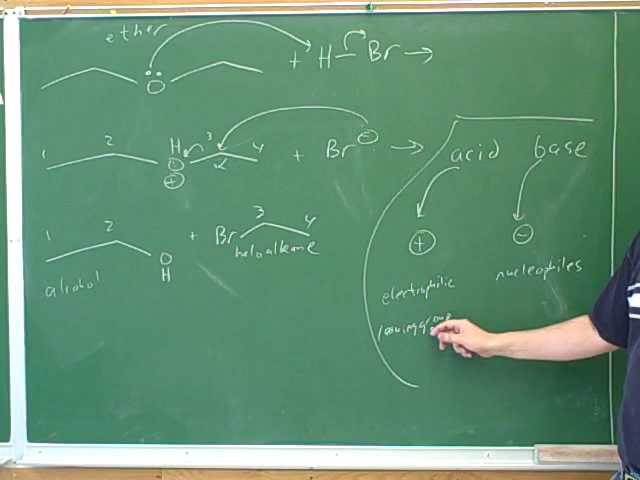 ether
O + H — Br →
1 2 H 3 4
O α + Br ⊖ →
⊕
1 2 + Br 3 4
haloalkane
O
H
alcohol
acid base
⊕ ⊖
electrophilic nucleophiles
leaving group